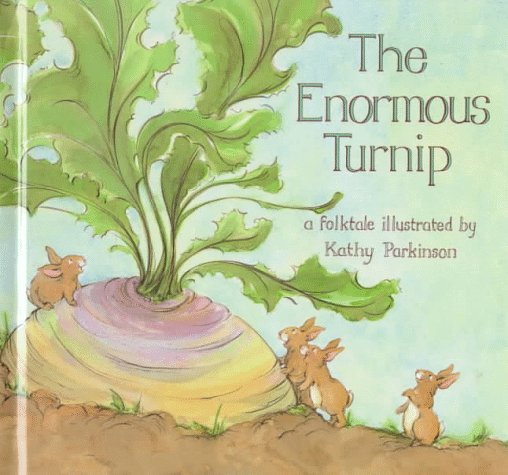 The
Enormous
Turnip
a folktale illustrated by
Kathy Parkinson